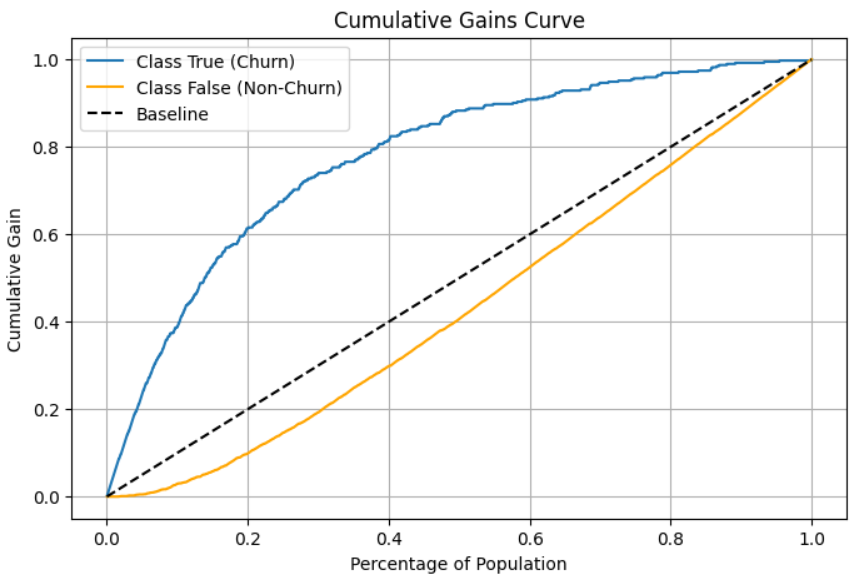 Cumulative Gains Curve
Class True (Churn)
Class False (Non-Churn)
Baseline
Cumulative Gain
1.0
0.8
0.6
0.4
0.2
0.0
0.0 0.2 0.4 0.6 0.8 1.0
Percentage of Population